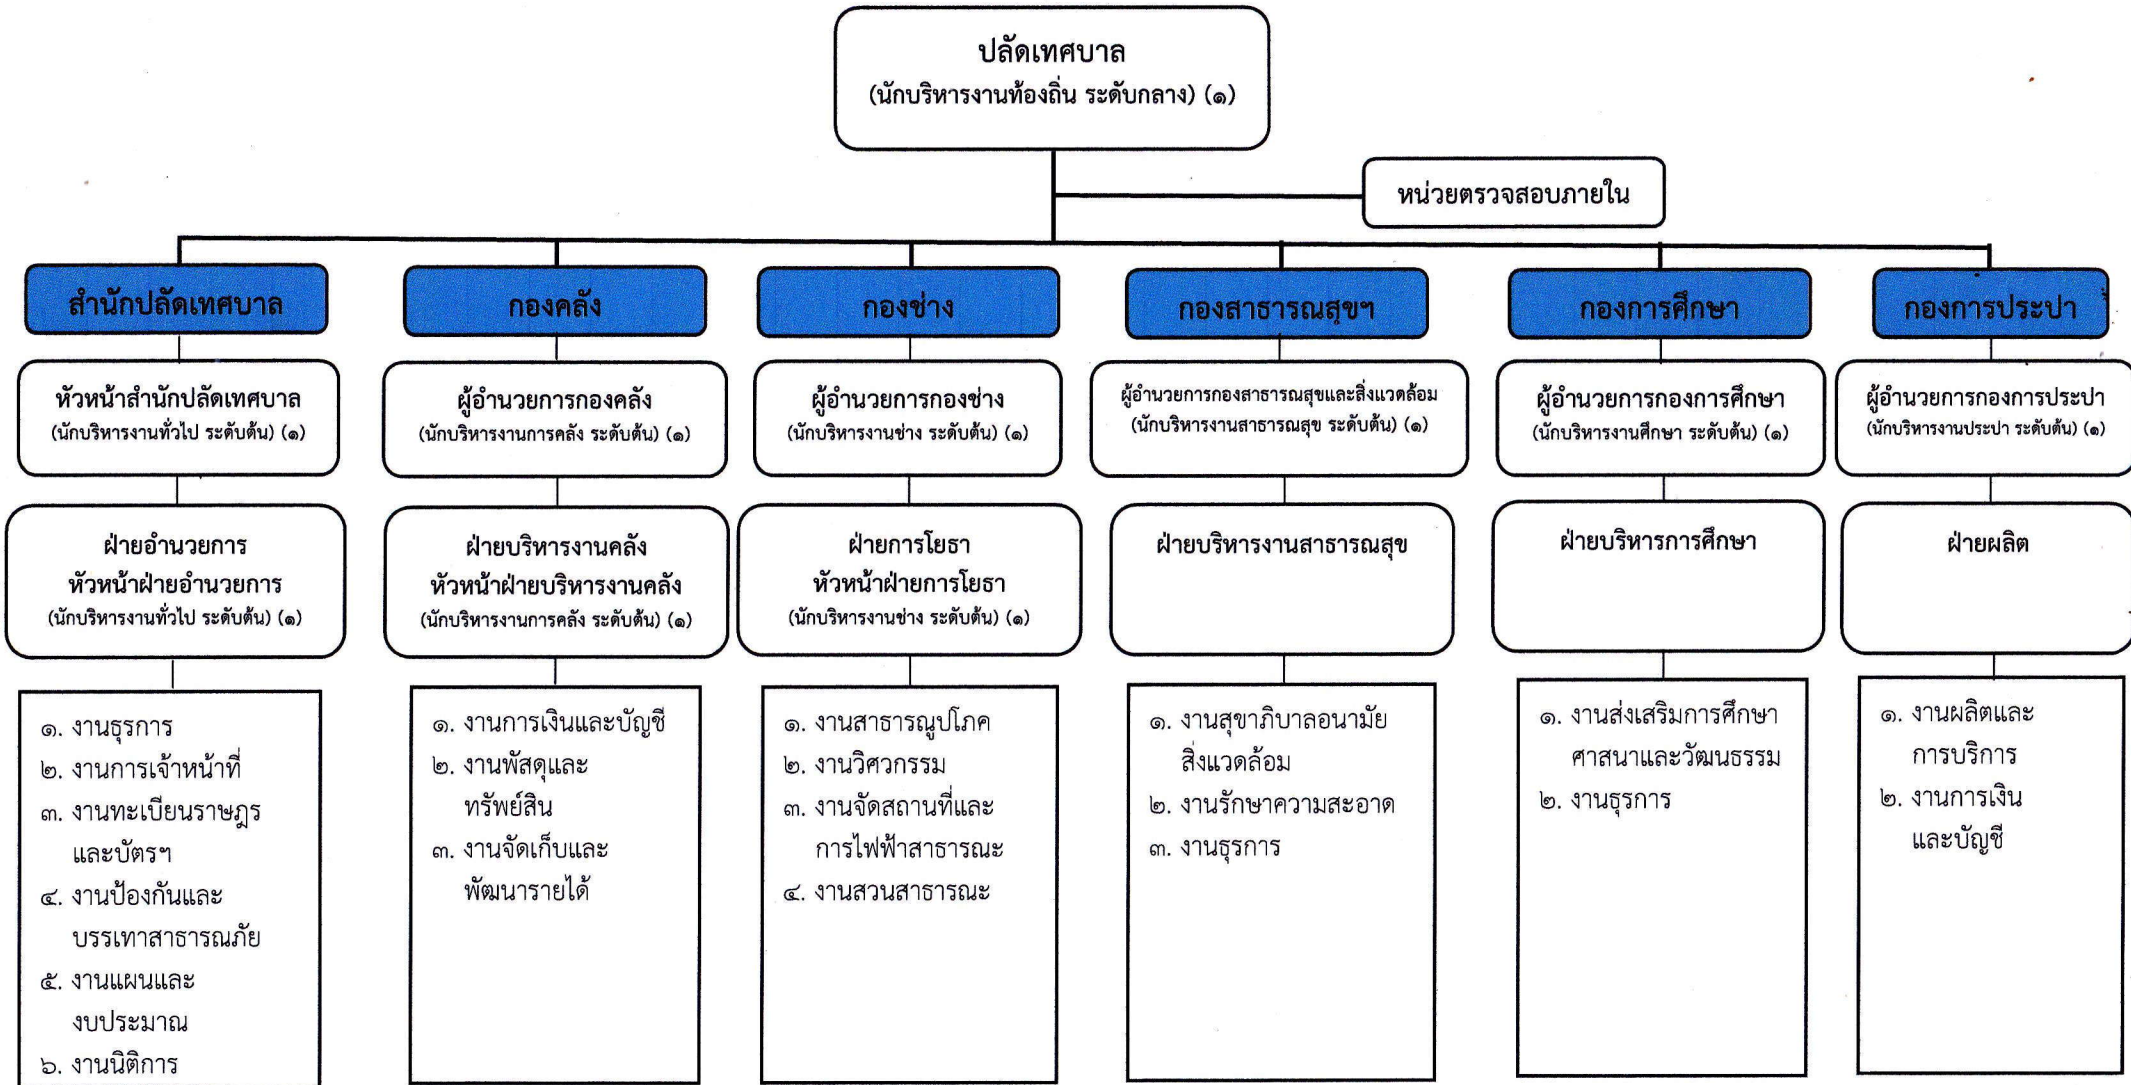 ปลัดเทศบาล
(นักบริหารงานท้องถิ่น ระดับกลาง) (๑)
หน่วยตรวจสอบภายใน
สำนักปลัดเทศบาล
หัวหน้าสำนักปลัดเทศบาล
(นักบริหารงานทั่วไป ระดับต้น) (๑)
ฝ่ายอำนวยการ
หัวหน้าฝ่ายอำนวยการ
(นักบริหารงานทั่วไป ระดับต้น) (๑)
๑. งานธุรการ
๒. งานการเจ้าหน้าที่
๓. งานทะเบียนราษฎร
และบัตรฯ
๔. งานป้องกันและ
บรรเทาสาธารณภัย
๕. งานแผนและ
งบประมาณ
๖. งานนิติการ
กองคลัง
ผู้อำนวยการกองคลัง
(นักบริหารงานการคลัง ระดับต้น) (๑)
ฝ่ายบริหารงานคลัง
หัวหน้าฝ่ายบริหารงานคลัง
(นักบริหารงานการคลัง ระดับต้น) (๑)
๑. งานการเงินและบัญชี
๒. งานพัสดุและ
ทรัพย์สิน
๓. งานจัดเก็บและ
พัฒนารายได้
กองช่าง
ผู้อำนวยการกองช่าง
(นักบริหารงานช่าง ระดับต้น) (๑)
ฝ่ายการโยธา
หัวหน้าฝ่ายการโยธา
(นักบริหารงานช่าง ระดับต้น) (๑)
๑. งานสาธารณูปโภค
๒. งานวิศวกรรม
๓. งานจัดสถานที่และ
การไฟฟ้าสาธารณะ
๔. งานสวนสาธารณะ
กองสาธารณสุขฯ
ผู้อำนวยการกองสาธารณสุขและสิ่งแวดล้อม
(นักบริหารงานสาธารณสุข ระดับต้น) (๑)
ฝ่ายบริหารงานสาธารณสุข
๑. งานสุขาภิบาลอนามัย
สิ่งแวดล้อม
๒. งานรักษาความสะอาด
๓. งานธุรการ
กองการศึกษา
ผู้อำนวยการกองการศึกษา
(นักบริหารงานศึกษา ระดับต้น) (๑)
ฝ่ายบริหารการศึกษา
๑. งานส่งเสริมการศึกษา
ศาสนาและวัฒนธรรม
๒. งานธุรการ
กองการประปา
ผู้อำนวยการกองการประปา
(นักบริหารงานประปา ระดับต้น) (๑)
ฝ่ายผลิต
๑. งานผลิตและ
การบริการ
๒. งานการเงิน
และบัญชี